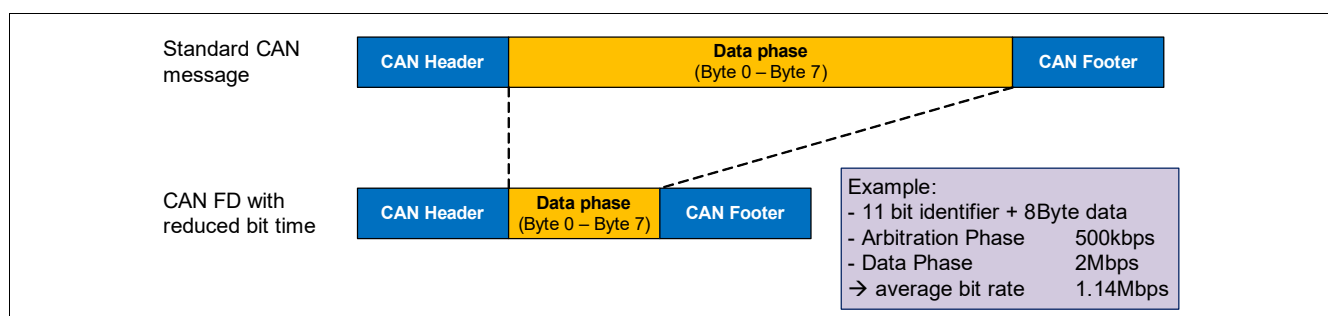 Standard CAN
message
CAN Header
Data phase
(Byte 0 – Byte 7)
CAN Footer
CAN FD with
reduced bit time
CAN Header
Data phase
(Byte 0 – Byte 7)
CAN Footer
Example:
- 11 bit identifier + 8Byte data
- Arbitration Phase 500kbps
- Data Phase 2Mbps
→ average bit rate 1.14Mbps